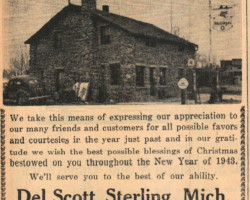 We take this means of expressing our appreciation to
our many friends and customers for all possible favors
and courtesies in the year just past and in our grati-
tude we wish the best possible blessings of Christmas
bestowed on you throughout the New Year of 1943.
We'll serve you to the best of our ability.
Del Scott, Sterling, Mich.